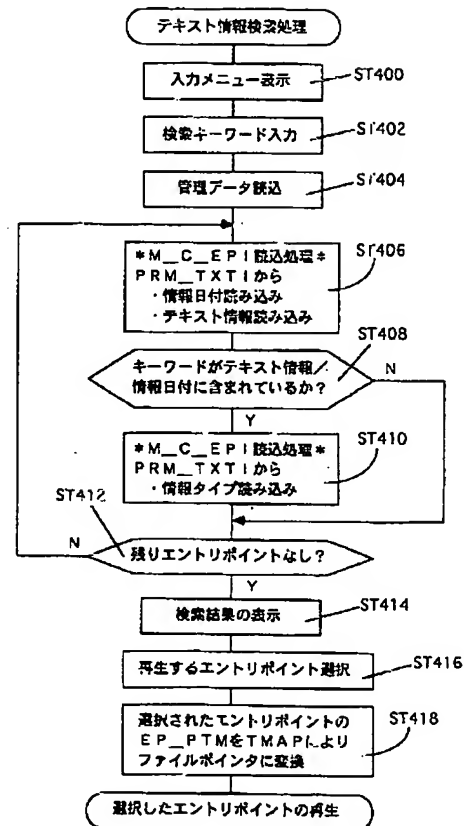 テキスト情報検索処理
入力メニュー表示
ST400
検索キーワード入力
ST402
管理データ読込
ST404
*M__C__EPI読込処理*
PRM__TXTIから
・情報日付読み込み
・テキスト情報読み込み
ST406
キーワードがテキスト情報/
情報日付に含まれているか?
ST408
N
Y
*M__C__EPI読込処理*
PRM__TXTIから
・情報タイプ読み込み
ST410
ST412
残りエントリポイントなし?
N
Y
検索結果の表示
ST414
再生するエントリポイント選択
ST416
選択されたエントリポイントの
EP__PTMをTMAPにより
ファイルポインタに変換
ST418
選択したエントリポイントの再生